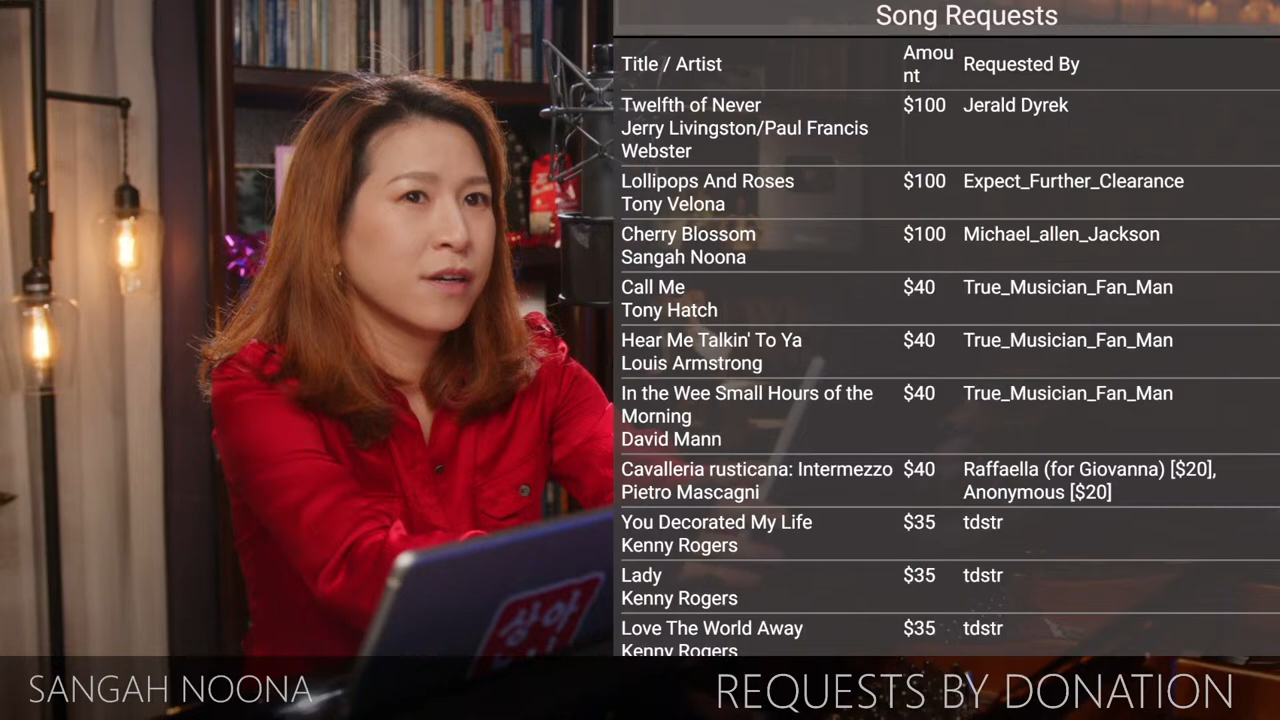 Song Requests
Title / Artist
Amou
nt
Requested By
Twelfth of Never
Jerry Livingston/Paul Francis
Webster
$100
Jerald Dyrek
Lollipops And Roses
Tony Velona
$100
Expect_Further_Clearance
Cherry Blossom
Sangah Noona
$100
Michael_allen_Jackson
Call Me
Tony Hatch
$40
True_Musician_Fan_Man
Hear Me Talkin' To Ya
Louis Armstrong
$40
True_Musician_Fan_Man
In the Wee Small Hours of the
Morning
David Mann
$40
True_Musician_Fan_Man
Cavalleria rusticana: Intermezzo
Pietro Mascagni
$40
Raffaella (for Giovanna) [$20],
Anonymous [$20]
You Decorated My Life
Kenny Rogers
$35
tdstr
Lady
Kenny Rogers
$35
tdstr
Love The World Away
Kenny Rogers
$35
tdstr
상아
SANGAH NOONA
REQUESTS BY DONATION